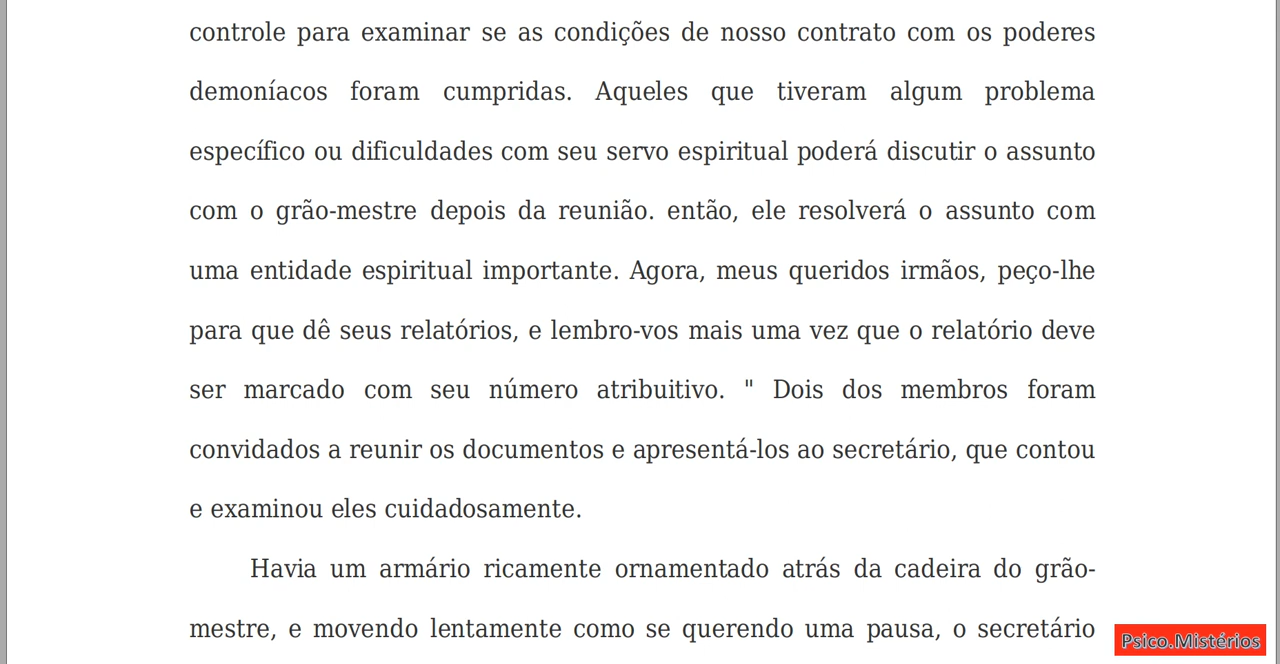 controle para examinar se as condições de nosso contrato com os poderes
demoníacos foram cumpridas. Aqueles que tiveram algum problema
específico ou dificuldades com seu servo espiritual poderá discutir o assunto
com o grão-mestre depois da reunião. então, ele resolverá o assunto com
uma entidade espiritual importante. Agora, meus queridos irmãos, peço-lhe
para que dê seus relatórios, e lembro-vos mais uma vez que o relatório deve
ser marcado com seu número atribuitivo. " Dois dos membros foram
convidados a reunir os documentos e apresentá-los ao secretário, que contou
e examinou eles cuidadosamente.
Havia um armário ricamente ornamentado atrás da cadeira do grão-
mestre, e movendo lentamente como se querendo uma pausa, o secretário
Psico.Mistérios